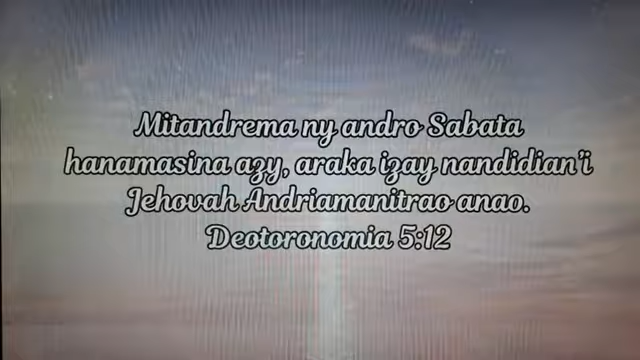 Mitandrema ny andro Sabata
hanamasina azy, araka izay nandidian'i
Jehovah Andriamanitrao anao.
Deotoronomia 5:12